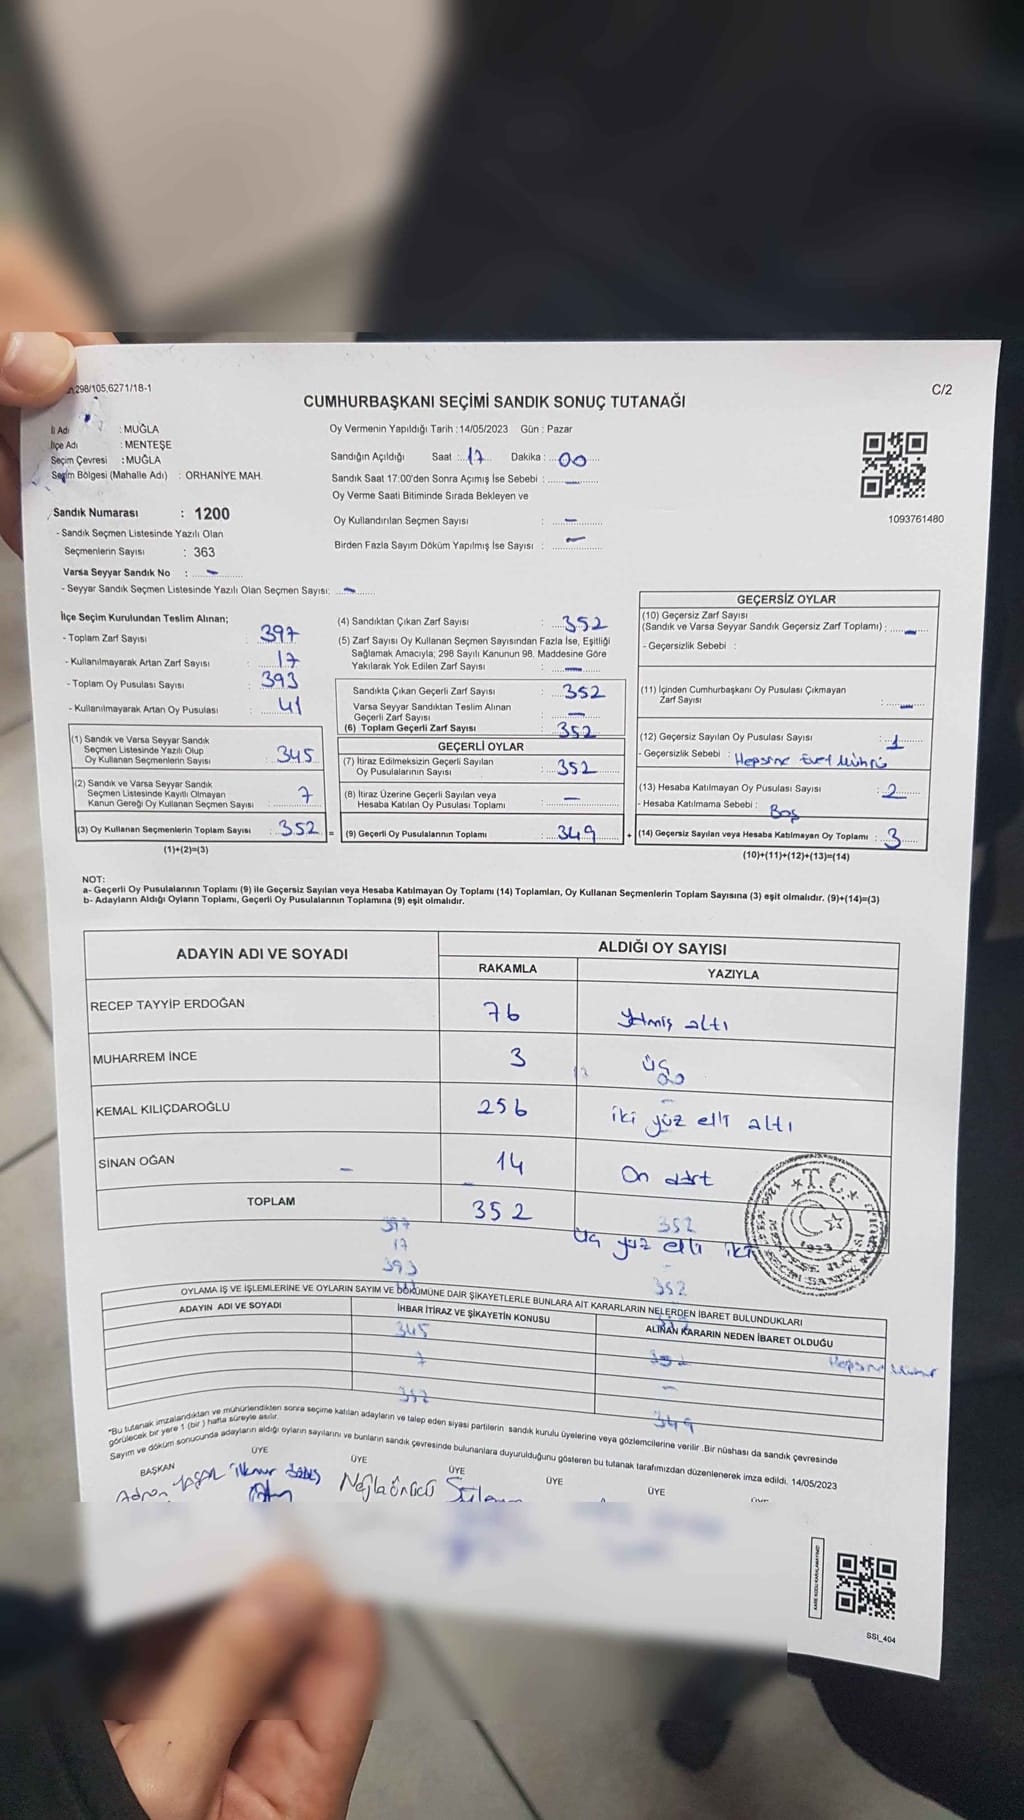 298/105,6271/18-1
C/2
CUMHURBAŞKANI SEÇİMİ SANDIK SONUÇ TUTANAĞI
İl Adı : MUĞLA
İlçe Adı : MENTEŞE
Seçim Çevresi : MUĞLA
Seçim Bölgesi (Mahalle Adı) : ORHANİYE MAH.
Sandık Numarası : 1200
- Sandık Seçmen Listesinde Yazılı Olan
Seçmenlerin Sayısı : 363
Varsa Seyyar Sandık No : -
- Seyyar Sandık Seçmen Listesinde Yazılı Olan Seçmen Sayısı: -
Oy Vermenin Yapıldığı Tarih : 14/05/2023 Gün : Pazar
Sandığın Açıldığı Saat : 17 Dakika : 00
Sandık Saat 17:00'den Sonra Açımış İse Sebebi : -
Oy Verme Saati Bitiminde Sırada Bekleyen ve
Oy Kullandırılan Seçmen Sayısı : -
Birden Fazla Sayım Döküm Yapılmış İse Sayısı : -
1093761480
İlçe Seçim Kurulundan Teslim Alınan;
- Toplam Zarf Sayısı 397
- Kullanılmayarak Artan Zarf Sayısı 17
- Toplam Oy Pusulası Sayısı 393
- Kullanılmayarak Artan Oy Pusulası 41
(1) Sandık ve Varsa Seyyar Sandık
Seçmen Listesinde Yazılı Olup
Oy Kullanan Seçmenlerin Sayısı 345
(2) Sandık ve Varsa Seyyar Sandık
Seçmen Listesinde Kayıtlı Olmayan
Kanun Gereği Oy Kullanan Seçmen Sayısı 7
(3) Oy Kullanan Seçmenlerin Toplam Sayısı : 352 =
(1)+(2)=(3)
(4) Sandıktan Çıkan Zarf Sayısı : 352
(5) Zarf Sayısı Oy Kullanan Seçmen Sayısından Fazla İse, Eşitliği
Sağlamak Amacıyla; 298 Sayılı Kanunun 98. Maddesine Göre
Yakılarak Yok Edilen Zarf Sayısı : -
Sandıkta Çıkan Geçerli Zarf Sayısı : 352
Varsa Seyyar Sandıktan Teslim Alınan
Geçerli Zarf Sayısı : -
(6) Toplam Geçerli Zarf Sayısı : 352
GEÇERLİ OYLAR
(7) İtiraz Edilmeksizin Geçerli Sayılan
Oy Pusulalarının Sayısı : 352
(8) İtiraz Üzerine Geçerli Sayılan veya
Hesaba Katılan Oy Pusulası Toplamı : -
(9) Geçerli Oy Pusulalarının Toplamı : 349 +
GEÇERSİZ OYLAR
(10) Geçersiz Zarf Sayısı
(Sandık ve Varsa Seyyar Sandık Geçersiz Zarf Toplamı) : -
- Geçersizlik Sebebi :
(11) İçinden Cumhurbaşkanı Oy Pusulası Çıkmayan
Zarf Sayısı : -
(12) Geçersiz Sayılan Oy Pusulası Sayısı : 1
- Geçersizlik Sebebi : Hepsine Evet Mührü
(13) Hesaba Katılmayan Oy Pusulası Sayısı : 2
- Hesaba Katılmama Sebebi : Boş
(14) Geçersiz Sayılan veya Hesaba Katılmayan Oy Toplamı : 3
(10)+(11)+(12)+(13)=(14)
NOT:
a- Geçerli Oy Pusulalarının Toplamı (9) ile Geçersiz Sayılan veya Hesaba Katılmayan Oy Toplamı (14) Toplamları, Oy Kullanan Seçmenlerin Toplam Sayısına (3) eşit olmalıdır. (9)+(14)=(3)
b- Adayların Aldığı Oyların Toplamı, Geçerli Oy Pusulalarının Toplamına (9) eşit olmalıdır.
ADAYIN ADI VE SOYADI
ALDIĞI OY SAYISI
RAKAMLA YAZIYLA
RECEP TAYYİP ERDOĞAN 76 Yetmiş altı
MUHARREM İNCE 3 üç
KEMAL KILIÇDAROĞLU 256 iki yüz elli altı
SİNAN OĞAN 14 On dört
TOPLAM 352 Üç yüz elli iki
T.C.
1923
MENTEŞE İLÇESİ
397
17
393
352
352
OYLAMA İŞ VE İŞLEMLERİNE VE OYLARIN SAYIM VE DÖKÜMÜNE DAİR ŞİKAYETLERLE BUNLARA AİT KARARLARIN NELERDEN İBARET BULUNDUKLARI
ADAYIN ADI VE SOYADI İHBAR İTİRAZ VE ŞİKAYETİN KONUSU ALINAN KARARIN NEDEN İBARET OLDUĞU
345
7
352
352
349
Hepsine Mühür
*Bu tutanak imzalandıktan ve mühürlendikten sonra seçime katılan adayların ve talep eden siyasi partilerin sandık kurulu üyelerine veya gözlemcilerine verilir .Bir nüshası da sandık çevresinde
görülecek bir yere 1 (bir ) hafta süreyle asılır.
Sayım ve döküm sonucunda adayların aldığı oyların sayılarını ve bunların sandık çevresinde bulunanlara duyurulduğunu gösteren bu tutanak tarafımızdan düzenlenerek imza edildi. 14/05/2023
BAŞKAN ÜYE ÜYE ÜYE ÜYE ÜYE ÜYE
Nejla Öncü
SSI_404